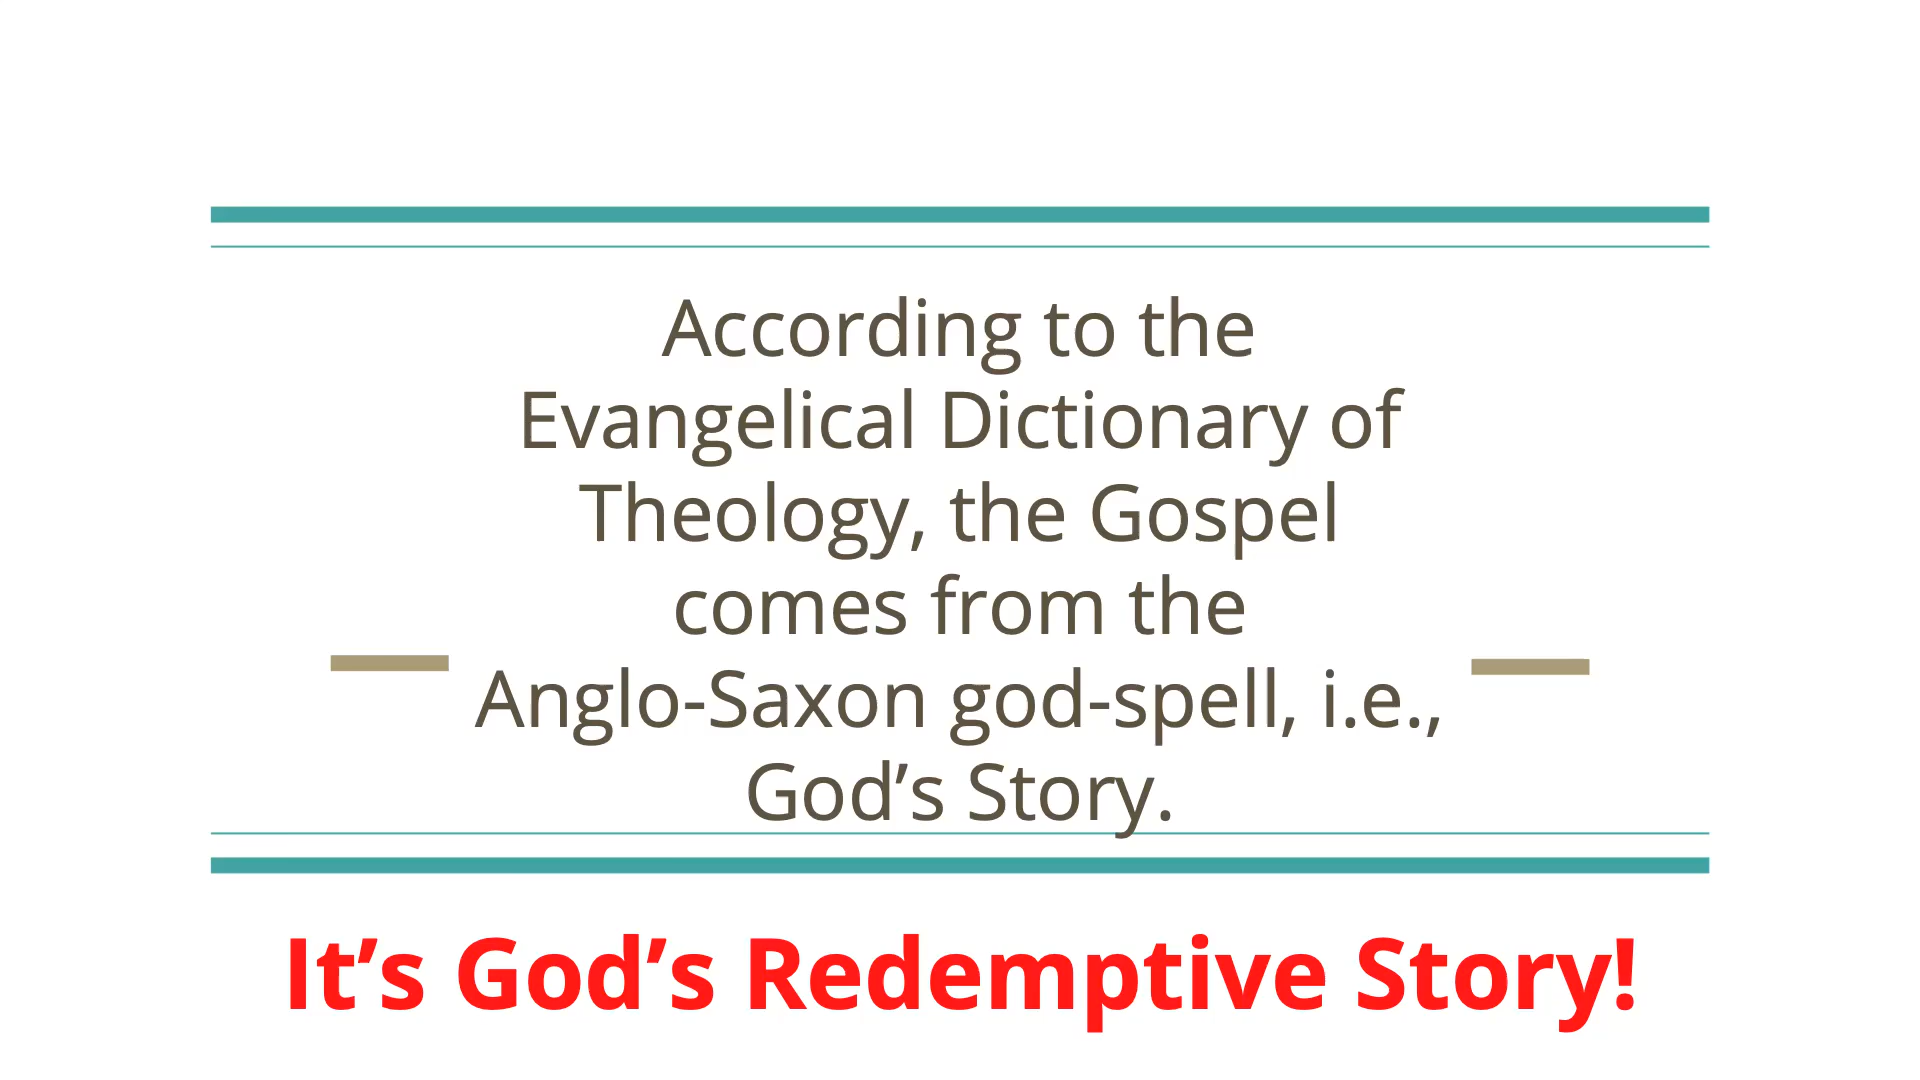 According to the
Evangelical Dictionary of
Theology, the Gospel
comes from the
Anglo-Saxon god-spell, i.e.,
God’s Story.
It’s God’s Redemptive Story!